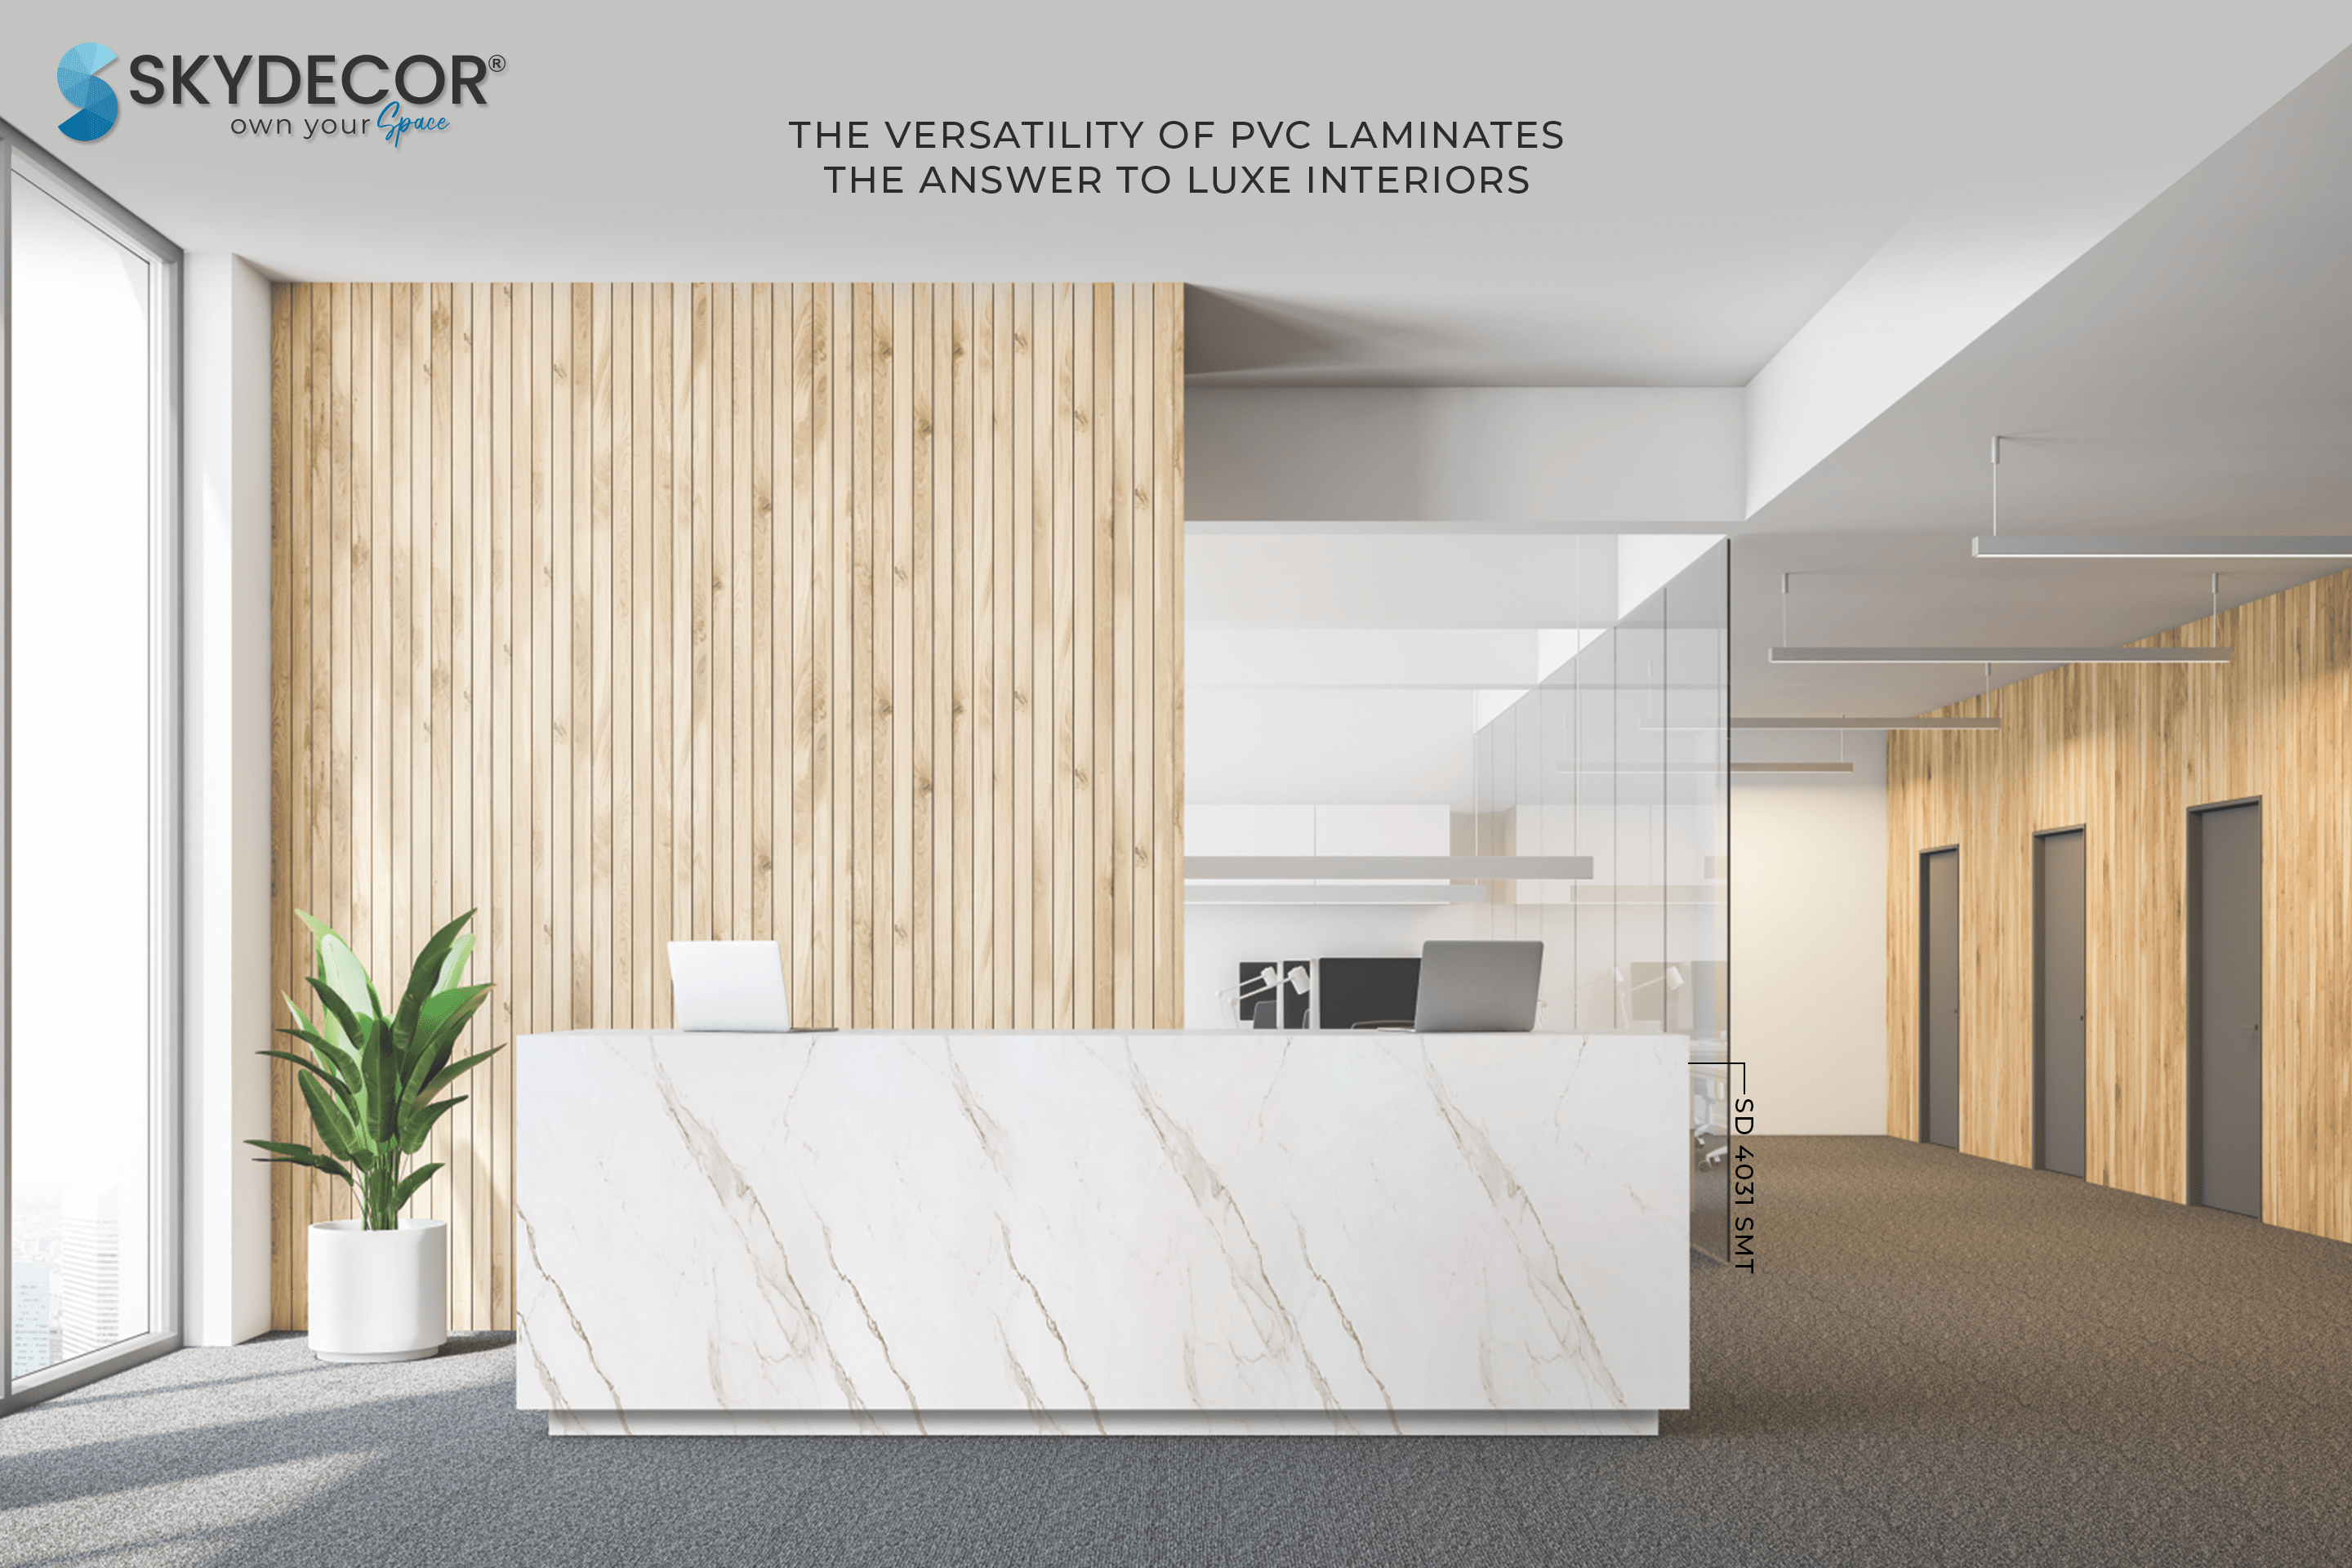 SKYDECOR®
own your Space
THE VERSATILITY OF PVC LAMINATES
THE ANSWER TO LUXE INTERIORS
SD 4031 SMT